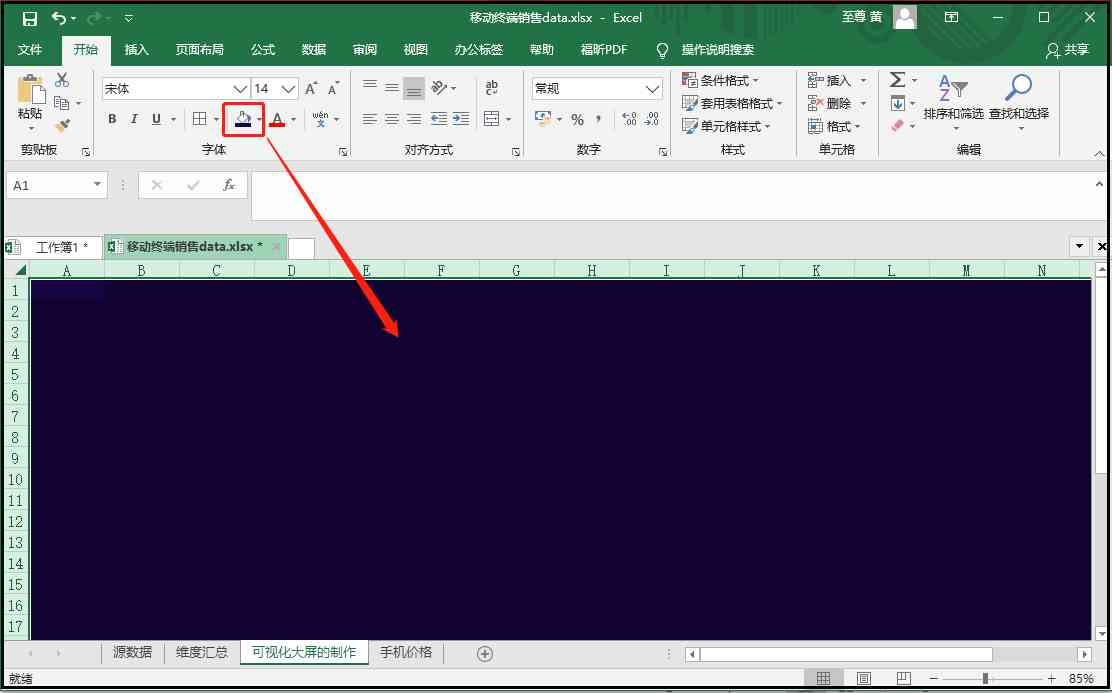 移动终端销售data.xlsx - Excel
至尊 黄
文件 开始 插入 页面布局 公式 数据 审阅 视图 办公标签 帮助 福昕PDF 操作说明搜索 共享
宋体 14 A A ab c 常规 条件格式 插入 Σ A Z
粘贴 套用表格格式 删除 排序和筛选 查找和选择
B I U A wén 文 % , .00 .0 单元格样式 格式
剪贴板 字体 对齐方式 数字 样式 单元格 编辑
A1 fx
工作簿1 * 移动终端销售data.xlsx *
A B C D E F G H I J K L M N
1
2
3
4
5
6
7
8
9
10
11
12
13
14
15
16
17
源数据 维度汇总 可视化大屏的制作 手机价格
就绪 85%